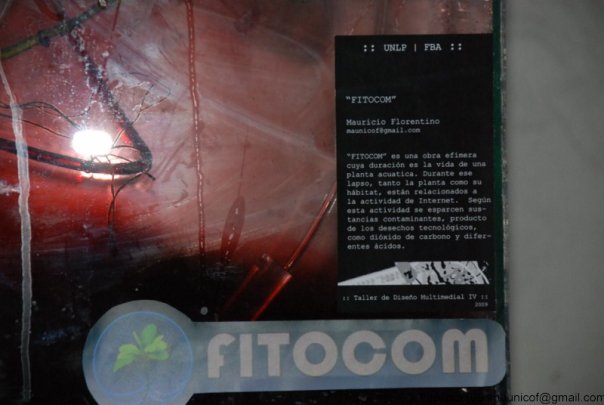 :: UNLP | FBA ::
"FITOCOM"
Mauricio Florentino
maunicof@gmail.com
"FITOCOM" es una obra efímera
cuya duración es la vida de una
planta acuatica. Durante ese
lapso, tanto la planta como su
hábitat, están relacionados a
la actividad de Internet. Según
esta actividad se esparcen sus-
tancias contaminantes, producto
de los desechos tecnológicos,
como dióxido de carbono y difer-
entes ácidos.
:: Taller de Diseño Multimedial IV ::
2009
FITOCOM
maunicof@gmail.com